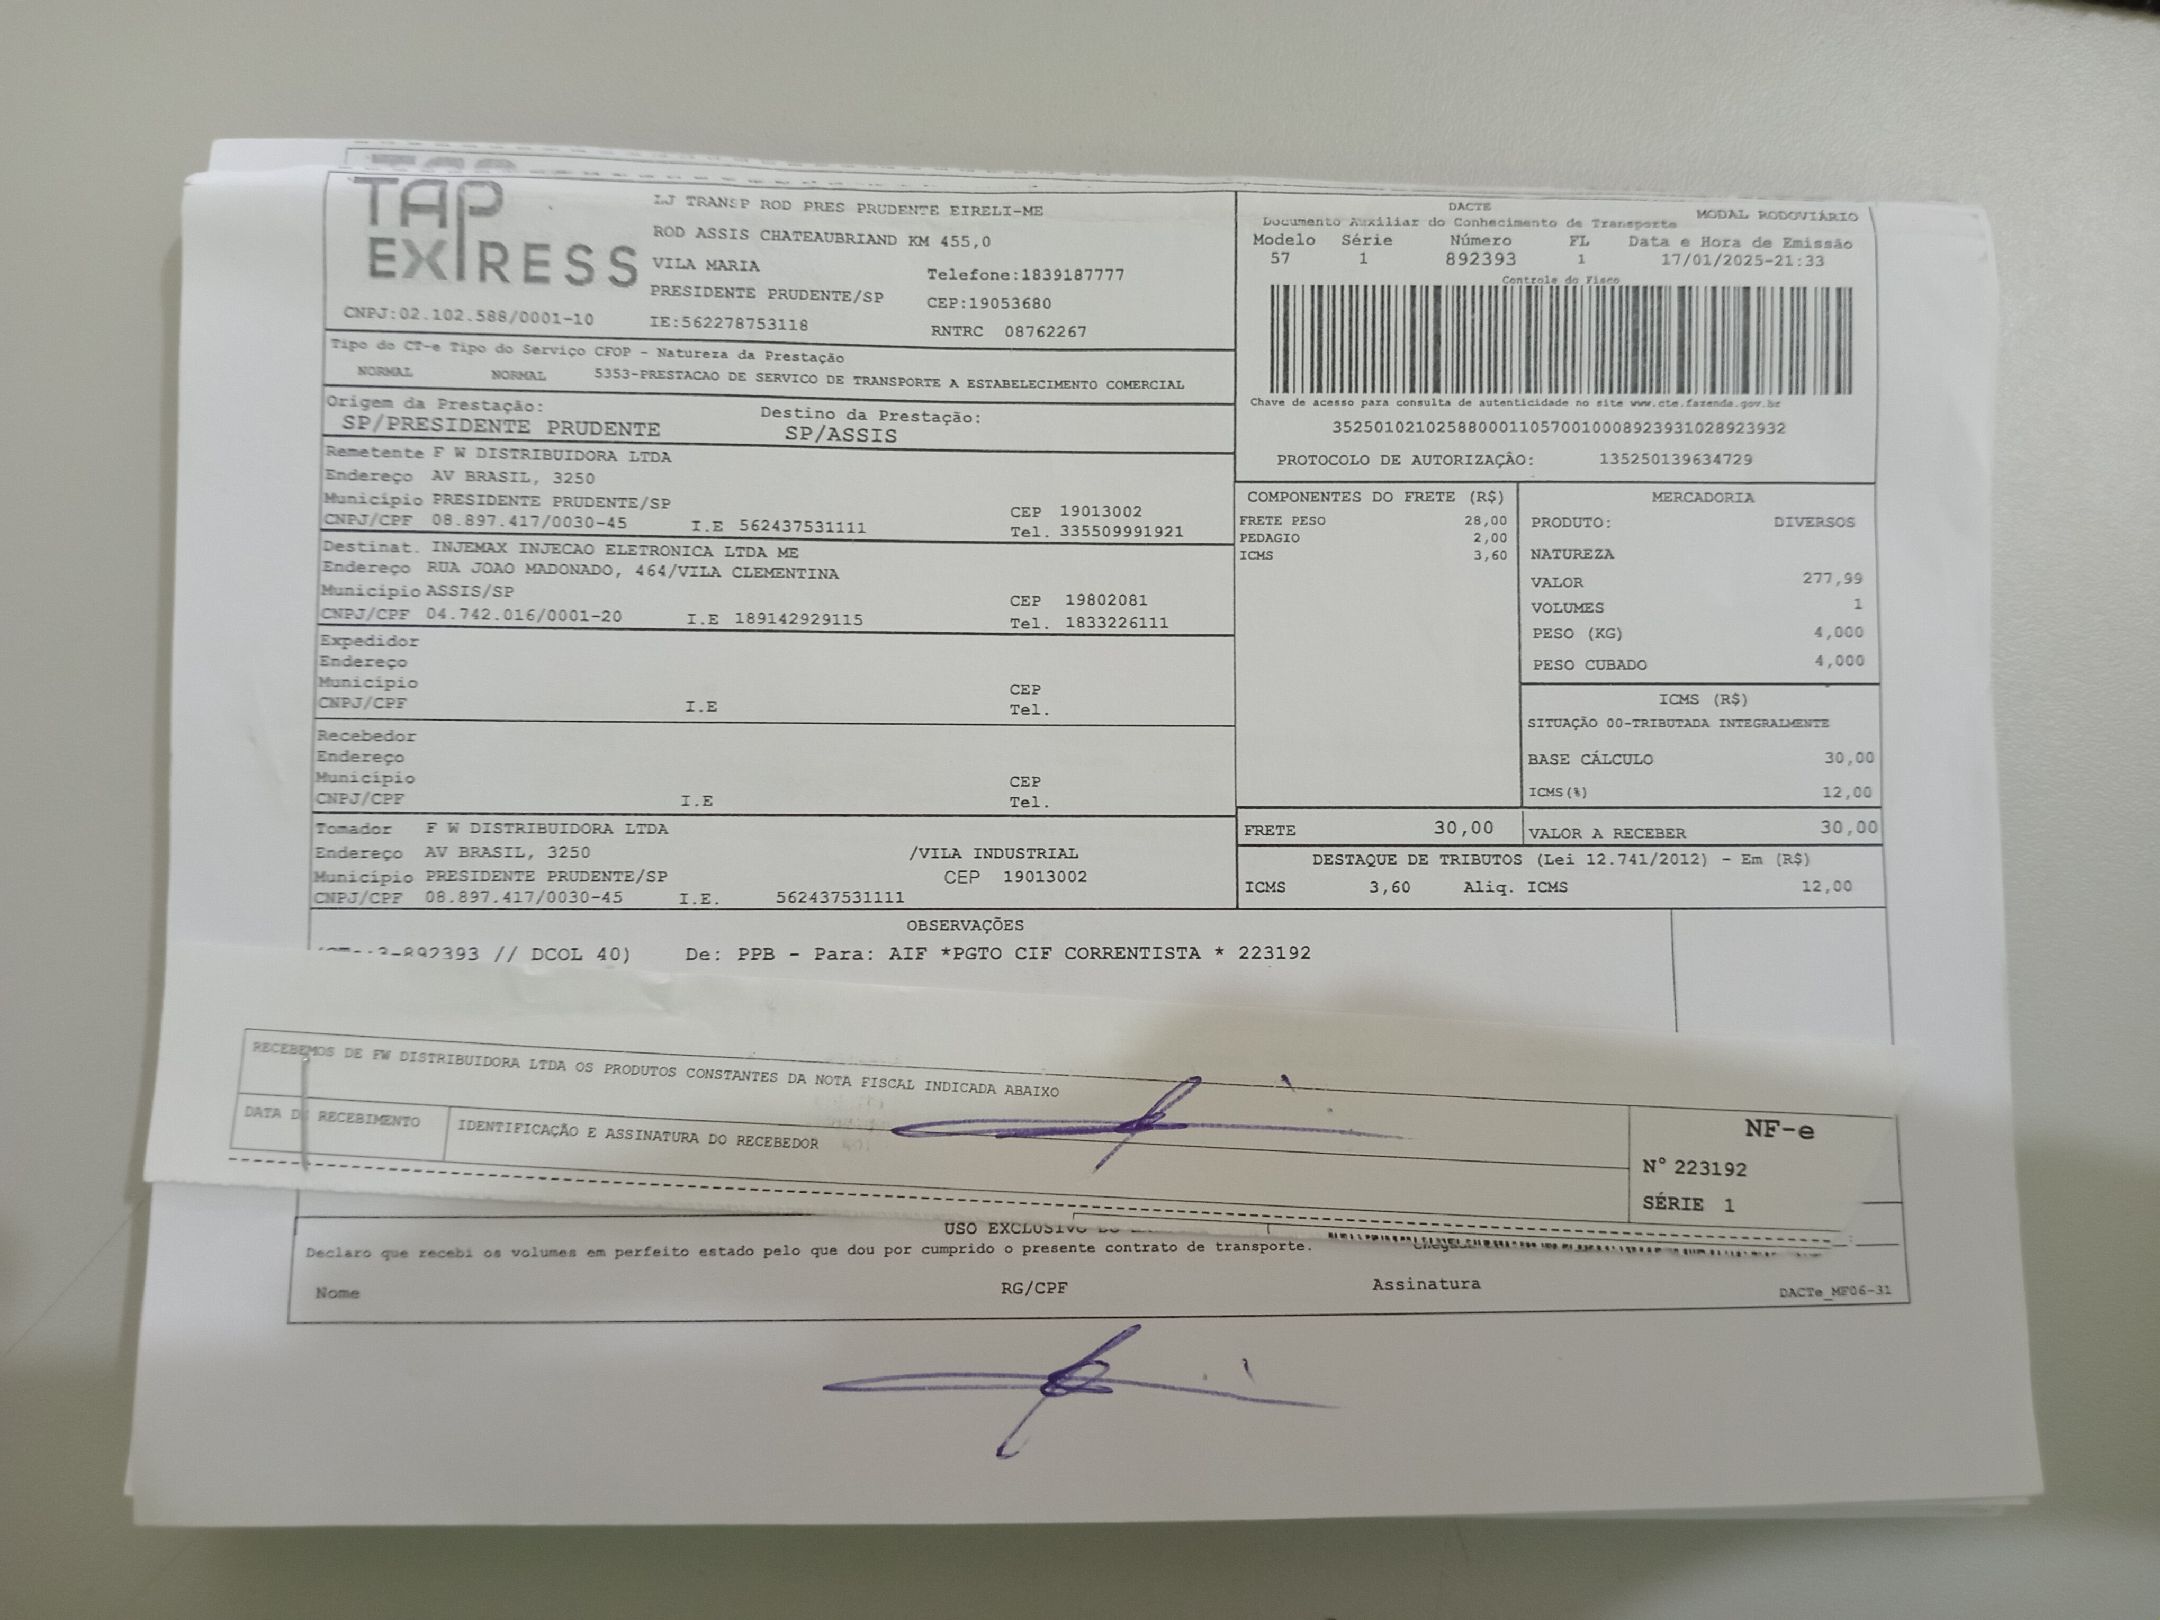 TAP EXPRESS
LJ TRANSP ROD PRES PRUDENTE EIRELI-ME
ROD ASSIS CHATEAUBRIAND KM 455,0
VILA MARIA Telefone:1839187777
PRESIDENTE PRUDENTE/SP CEP:19053680
CNPJ:02.102.588/0001-10 IE:562278753118 RNTRC 08762267
Tipo do CT-e Tipo do Serviço CFOP - Natureza da Prestação
NORMAL NORMAL 5353-PRESTACAO DE SERVICO DE TRANSPORTE A ESTABELECIMENTO COMERCIAL
Origem da Prestação: Destino da Prestação:
SP/PRESIDENTE PRUDENTE SP/ASSIS
Remetente F W DISTRIBUIDORA LTDA
Endereço AV BRASIL, 3250
Município PRESIDENTE PRUDENTE/SP CEP 19013002
CNPJ/CPF 08.897.417/0030-45 I.E 562437531111 Tel. 335509991921
Destinat. INJEMAX INJECAO ELETRONICA LTDA ME
Endereço RUA JOAO MADONADO, 464/VILA CLEMENTINA
Município ASSIS/SP CEP 19802081
CNPJ/CPF 04.742.016/0001-20 I.E 189142929115 Tel. 1833226111
Expedidor
Endereço
Município CEP
CNPJ/CPF I.E Tel.
Recebedor
Endereço
Município CEP
CNPJ/CPF I.E Tel.
Tomador F W DISTRIBUIDORA LTDA
Endereço AV BRASIL, 3250 /VILA INDUSTRIAL
Município PRESIDENTE PRUDENTE/SP CEP 19013002
CNPJ/CPF 08.897.417/0030-45 I.E. 562437531111
DACTE MODAL RODOVIÁRIO
Documento Auxiliar do Conhecimento de Transporte
Modelo Série Número FL Data e Hora de Emissão
57 1 892393 1 17/01/2025-21:33
Controle do Fisco
Chave de acesso para consulta de autenticidade no site www.cte.fazenda.gov.br
35250102102588000110570010008923931028923932
PROTOCOLO DE AUTORIZAÇÃO: 135250139634729
COMPONENTES DO FRETE (R$)
FRETE PESO 28,00
PEDAGIO 2,00
ICMS 3,60
MERCADORIA
PRODUTO: DIVERSOS
NATUREZA
VALOR 277,99
VOLUMES 1
PESO (KG) 4,000
PESO CUBADO 4,000
ICMS (R$)
SITUAÇÃO 00-TRIBUTADA INTEGRALMENTE
BASE CÁLCULO 30,00
ICMS(%) 12,00
FRETE 30,00 VALOR A RECEBER 30,00
DESTAQUE DE TRIBUTOS (Lei 12.741/2012) - Em (R$)
ICMS 3,60 Aliq. ICMS 12,00
OBSERVAÇÕES
892393 // DCOL 40) De: PPB - Para: AIF *PGTO CIF CORRENTISTA * 223192
RECEBEMOS DE FW DISTRIBUIDORA LTDA OS PRODUTOS CONSTANTES DA NOTA FISCAL INDICADA ABAIXO
DATA DE RECEBIMENTO IDENTIFICAÇÃO E ASSINATURA DO RECEBEDOR
NF-e
N° 223192
SÉRIE 1
USO EXCLUSIVO
Declaro que recebi os volumes em perfeito estado pelo que dou por cumprido o presente contrato de transporte.
Nome RG/CPF Assinatura DACTe_MF06-31